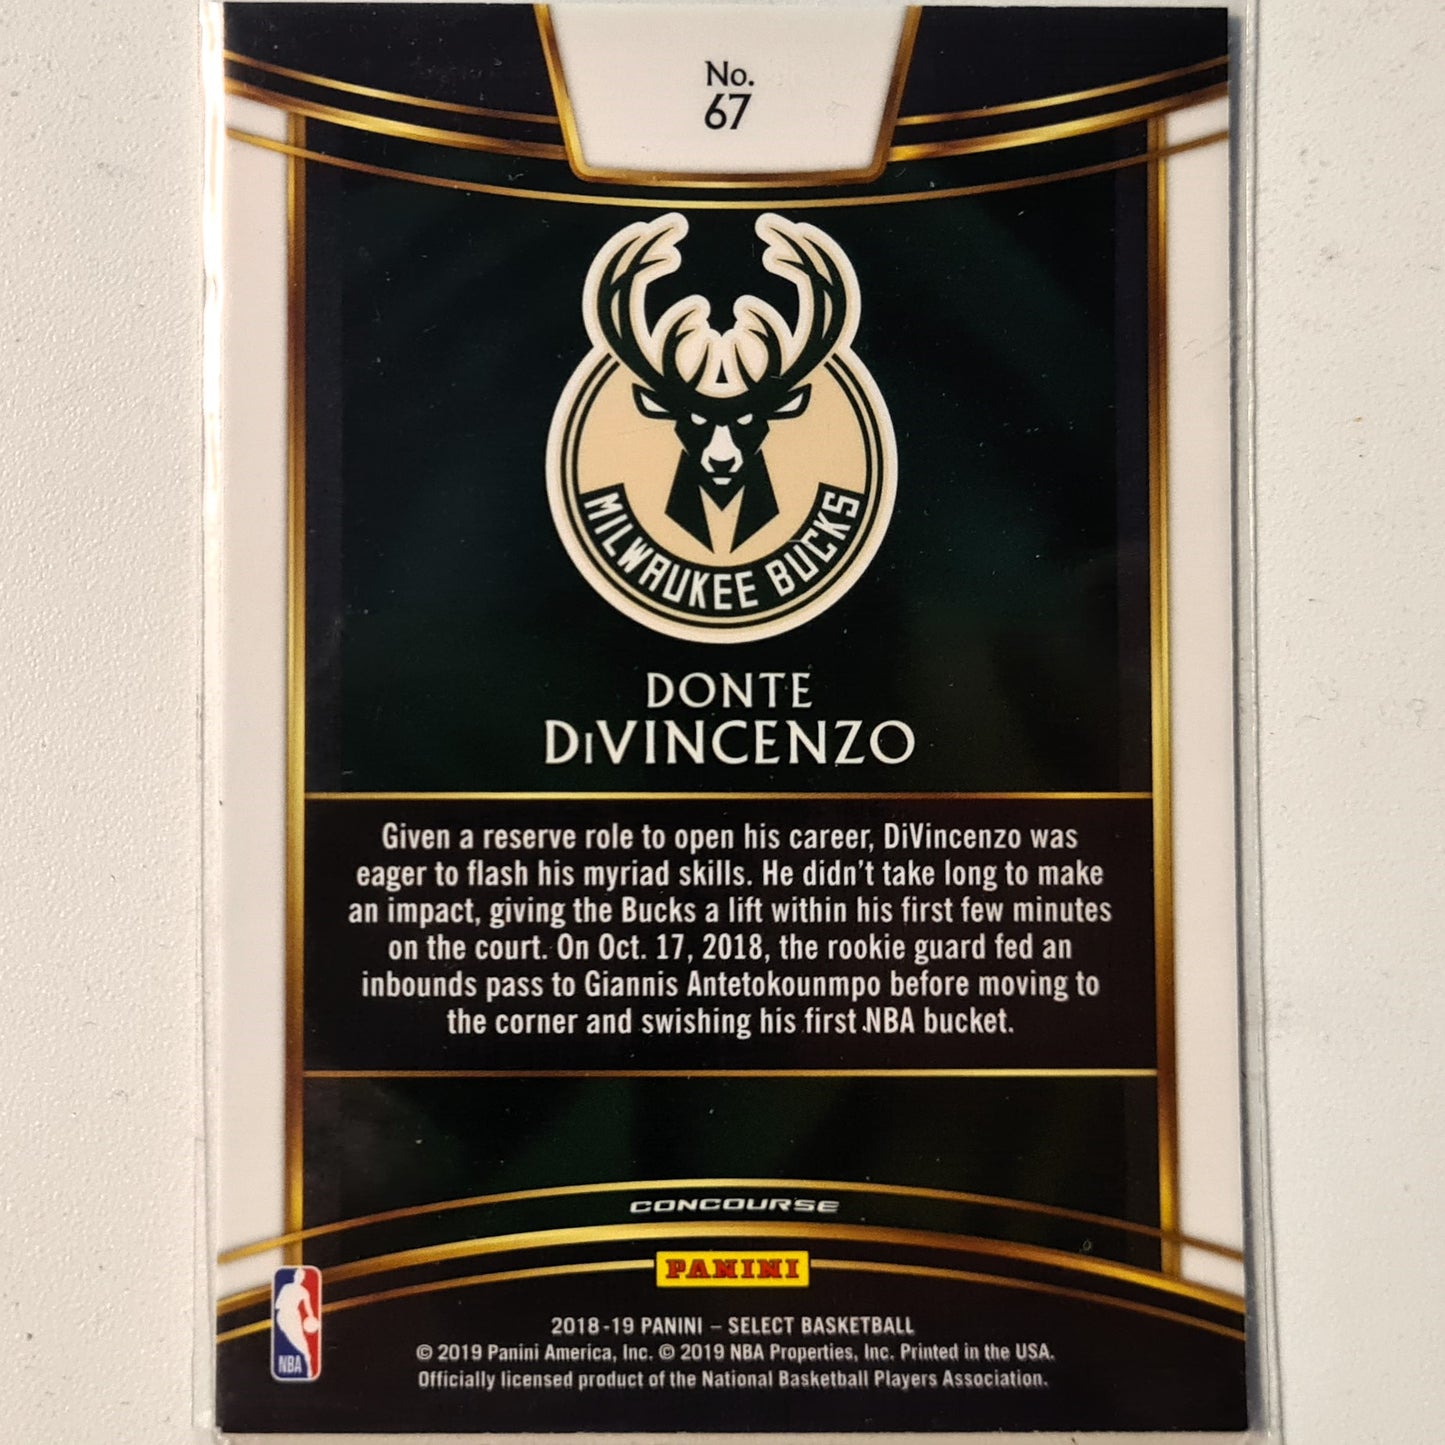 No.
67
MILWAUKEE BUCKS
DONTE
DiVINCENZO
Given a reserve role to open his career, DiVincenzo was
eager to flash his myriad skills. He didn't take long to make
an impact, giving the Bucks a lift within his first few minutes
on the court. On Oct. 17, 2018, the rookie guard fed an
inbounds pass to Giannis Antetokounmpo before moving to
the corner and swishing his first NBA bucket.
CONCOURSE
PANINI
NBA
2018-19 PANINI – SELECT BASKETBALL
© 2019 Panini America, Inc. © 2019 NBA Properties, Inc. Printed in the USA.
Officially licensed product of the National Basketball Players Association.